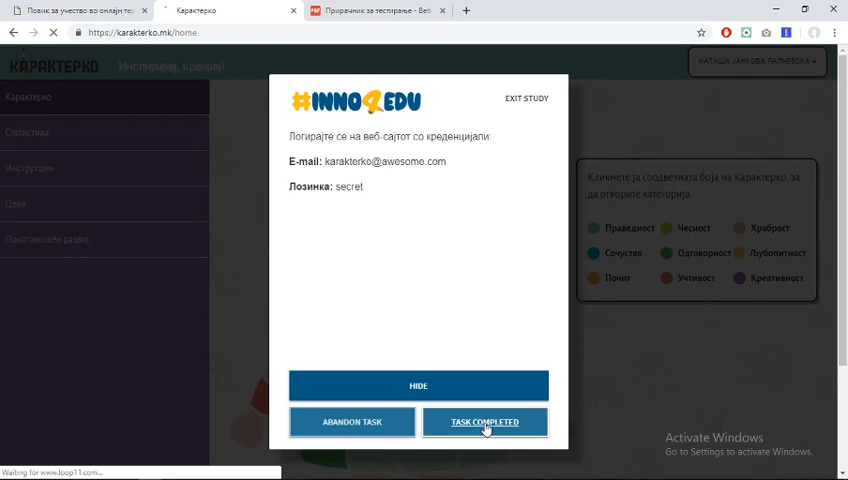 Повик за учество во онлајн тес
Карактерко
Прирачник за тестирање - Веб
https://karakterko.mk/home
КАРАКТЕРКО
Инспирирај, креирај!
НАТАША ЈАНКОВА ПАПЧЕВСКА
Карактерко
Статистика
Инструкции
Цели
Понатамошен развој
#INNO4EDU
EXIT STUDY
Логирајте се на веб-сајтот со креденцијали:
E-mail: karakterko@awesome.com
Лозинка: secret
HIDE
ABANDON TASK
TASK COMPLETED
Кликнете ја соодветната боја на Карактерко, за
да отворите категорија.
Праведност Чесност Храброст
Сочуство Одговорност Љубопитност
Почит Учтивост Креативност
Activate Windows
Go to Settings to activate Windows.
Waiting for www.loop11.com...